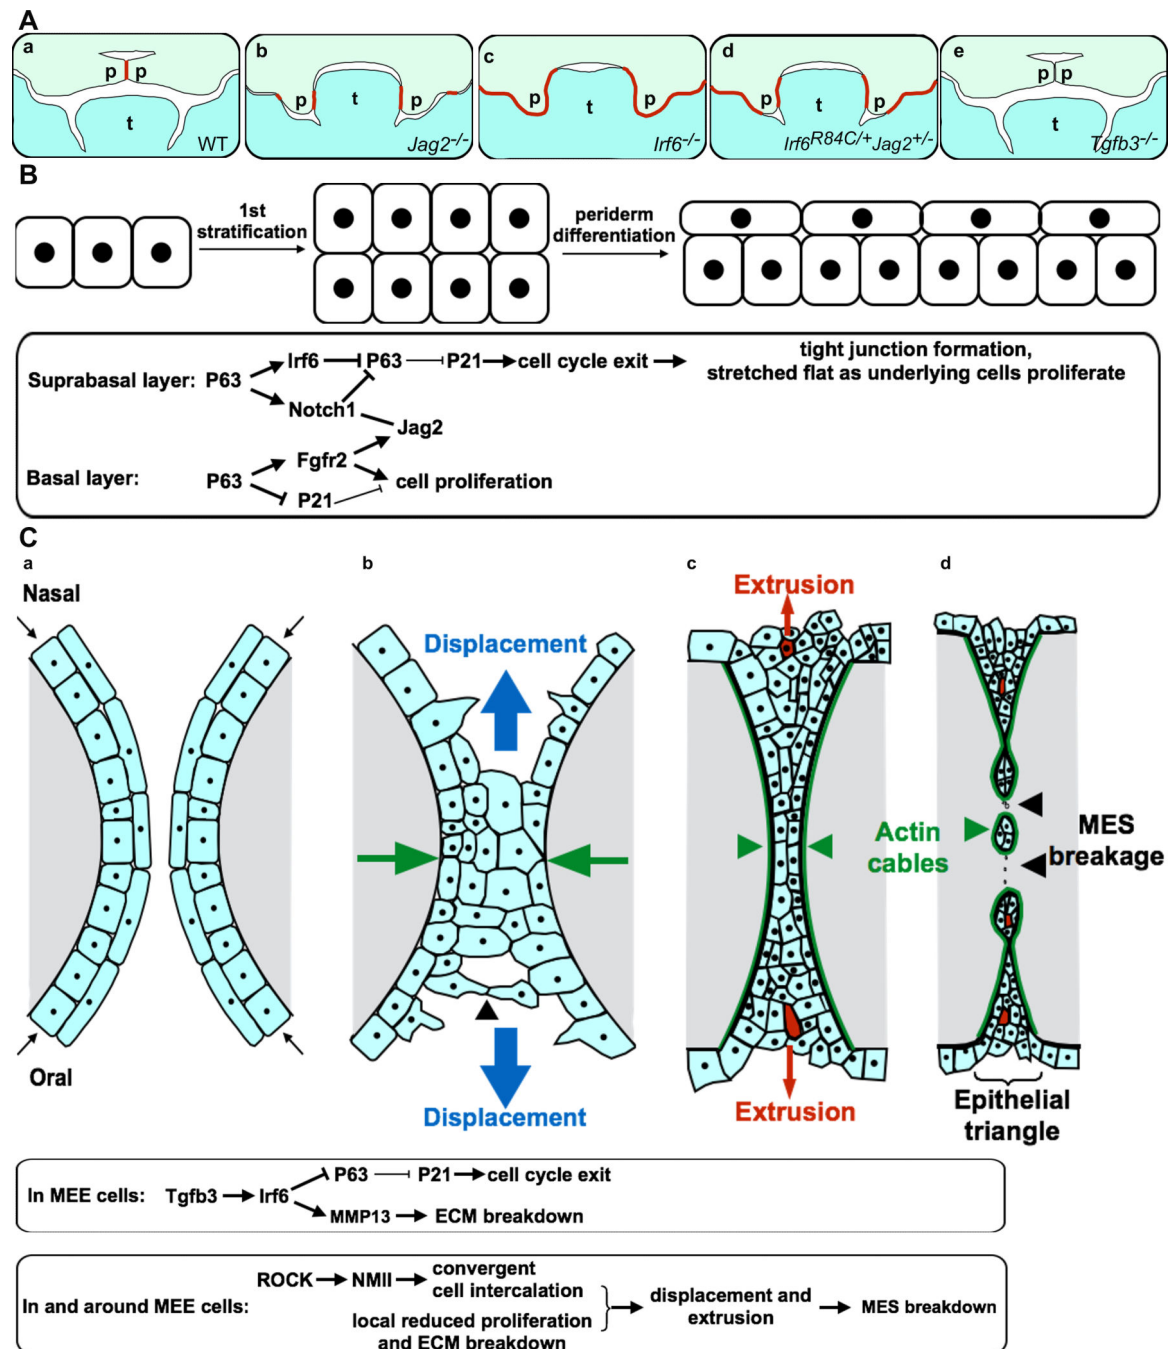 A
a
b
c
d
e
p p
p
p
p
p
p
p
p p
t
t
t
t
t
WT
Jag2-/-
Irf6-/-
Irf6R84C/+Jag2+/-
Tgfb3-/-
B
1st
stratification
periderm
differentiation
Suprabasal layer: P63
Irf6
P63
P21
cell cycle exit
tight junction formation,
stretched flat as underlying cells proliferate
Notch1
Jag2
Basal layer:
P63
Fgfr2
P21
cell proliferation
C
a
b
c
d
Nasal
Oral
Displacement
Displacement
Extrusion
Extrusion
Actin
cables
MES
breakage
Epithelial
triangle
In MEE cells: Tgfb3 Irf6
P63 P21 cell cycle exit
MMP13 ECM breakdown
In and around MEE cells:
ROCK NMII
convergent
cell intercalation
local reduced proliferation
and ECM breakdown
displacement and
extrusion
MES breakdown